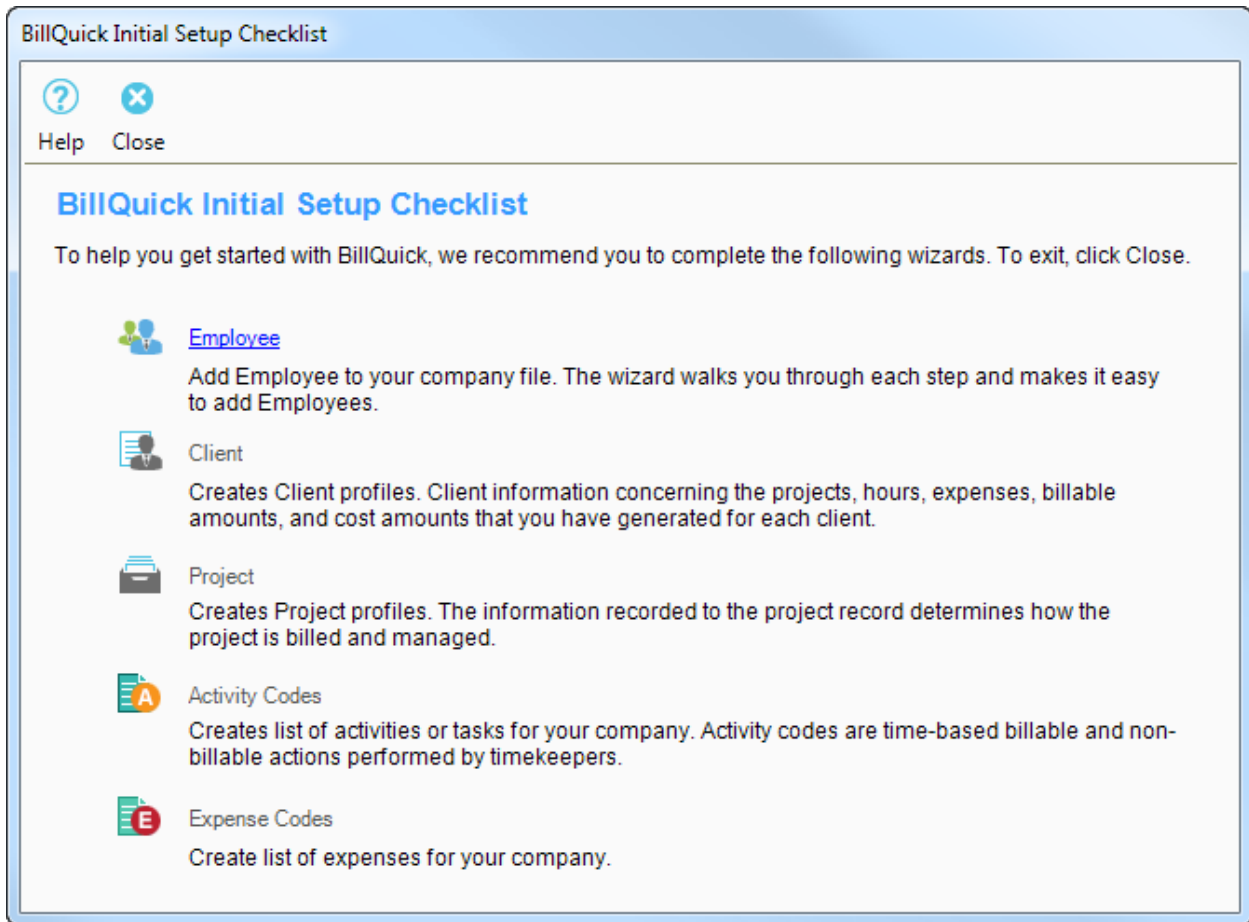 BillQuick Initial Setup Checklist
Help Close
BillQuick Initial Setup Checklist
To help you get started with BillQuick, we recommend you to complete the following wizards. To exit, click Close.
Employee
Add Employee to your company file. The wizard walks you through each step and makes it easy
to add Employees.
Client
Creates Client profiles. Client information concerning the projects, hours, expenses, billable
amounts, and cost amounts that you have generated for each client.
Project
Creates Project profiles. The information recorded to the project record determines how the
project is billed and managed.
A
Activity Codes
Creates list of activities or tasks for your company. Activity codes are time-based billable and non-
billable actions performed by timekeepers.
E
Expense Codes
Create list of expenses for your company.